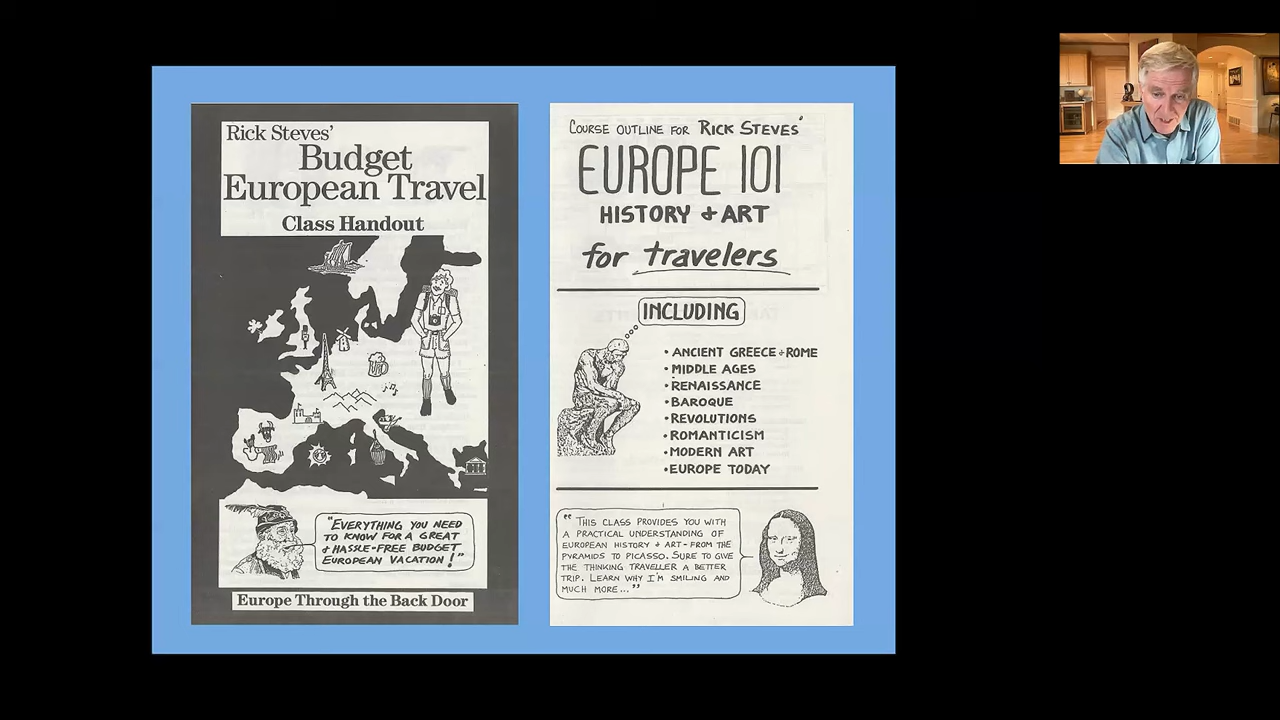 Rick Steves'
Budget
European Travel
Class Handout
"EVERYTHING YOU NEED
TO KNOW FOR A GREAT
& HASSLE-FREE BUDGET
EUROPEAN VACATION!"
Europe Through the Back Door
COURSE OUTLINE FOR RICK STEVES'
EUROPE 101
HISTORY & ART
for travelers
INCLUDING
• ANCIENT GREECE & ROME
• MIDDLE AGES
• RENAISSANCE
• BAROQUE
• REVOLUTIONS
• ROMANTICISM
• MODERN ART
• EUROPE TODAY
"THIS CLASS PROVIDES YOU WITH
A PRACTICAL UNDERSTANDING OF
EUROPEAN HISTORY & ART-FROM THE
PYRAMIDS TO PICASSO. SURE TO GIVE
THE THINKING TRAVELLER A BETTER
TRIP. LEARN WHY I'M SMILING AND
MUCH MORE..."